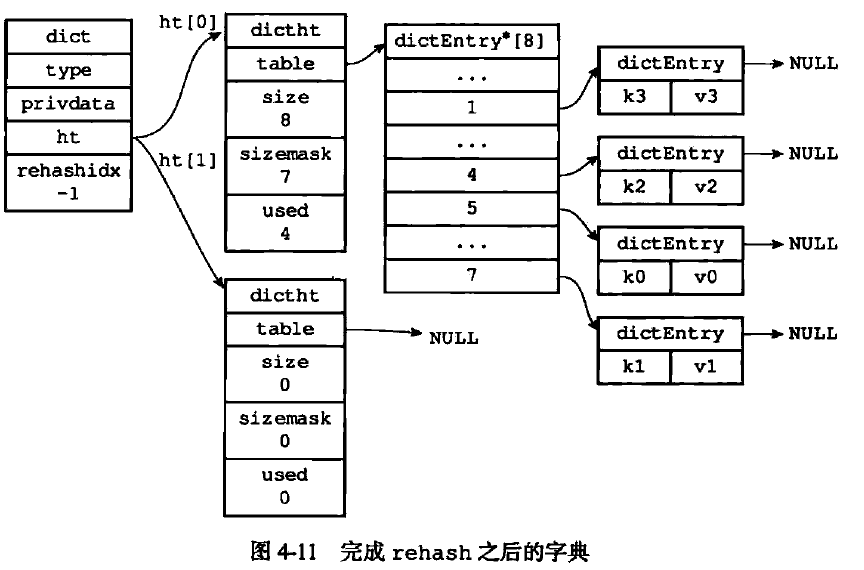 dict
type
privdata
ht
rehashidx
-1
ht[0]
ht[1]
dictht
table
size
8
sizemask
7
used
4
dictht
table
size
0
sizemask
0
used
0
NULL
dictEntry*[8]
...
1
...
4
5
...
7
dictEntry
k3 v3
NULL
dictEntry
k2 v2
NULL
dictEntry
k0 v0
NULL
dictEntry
k1 v1
NULL
图 4-11 完成 rehash 之后的字典